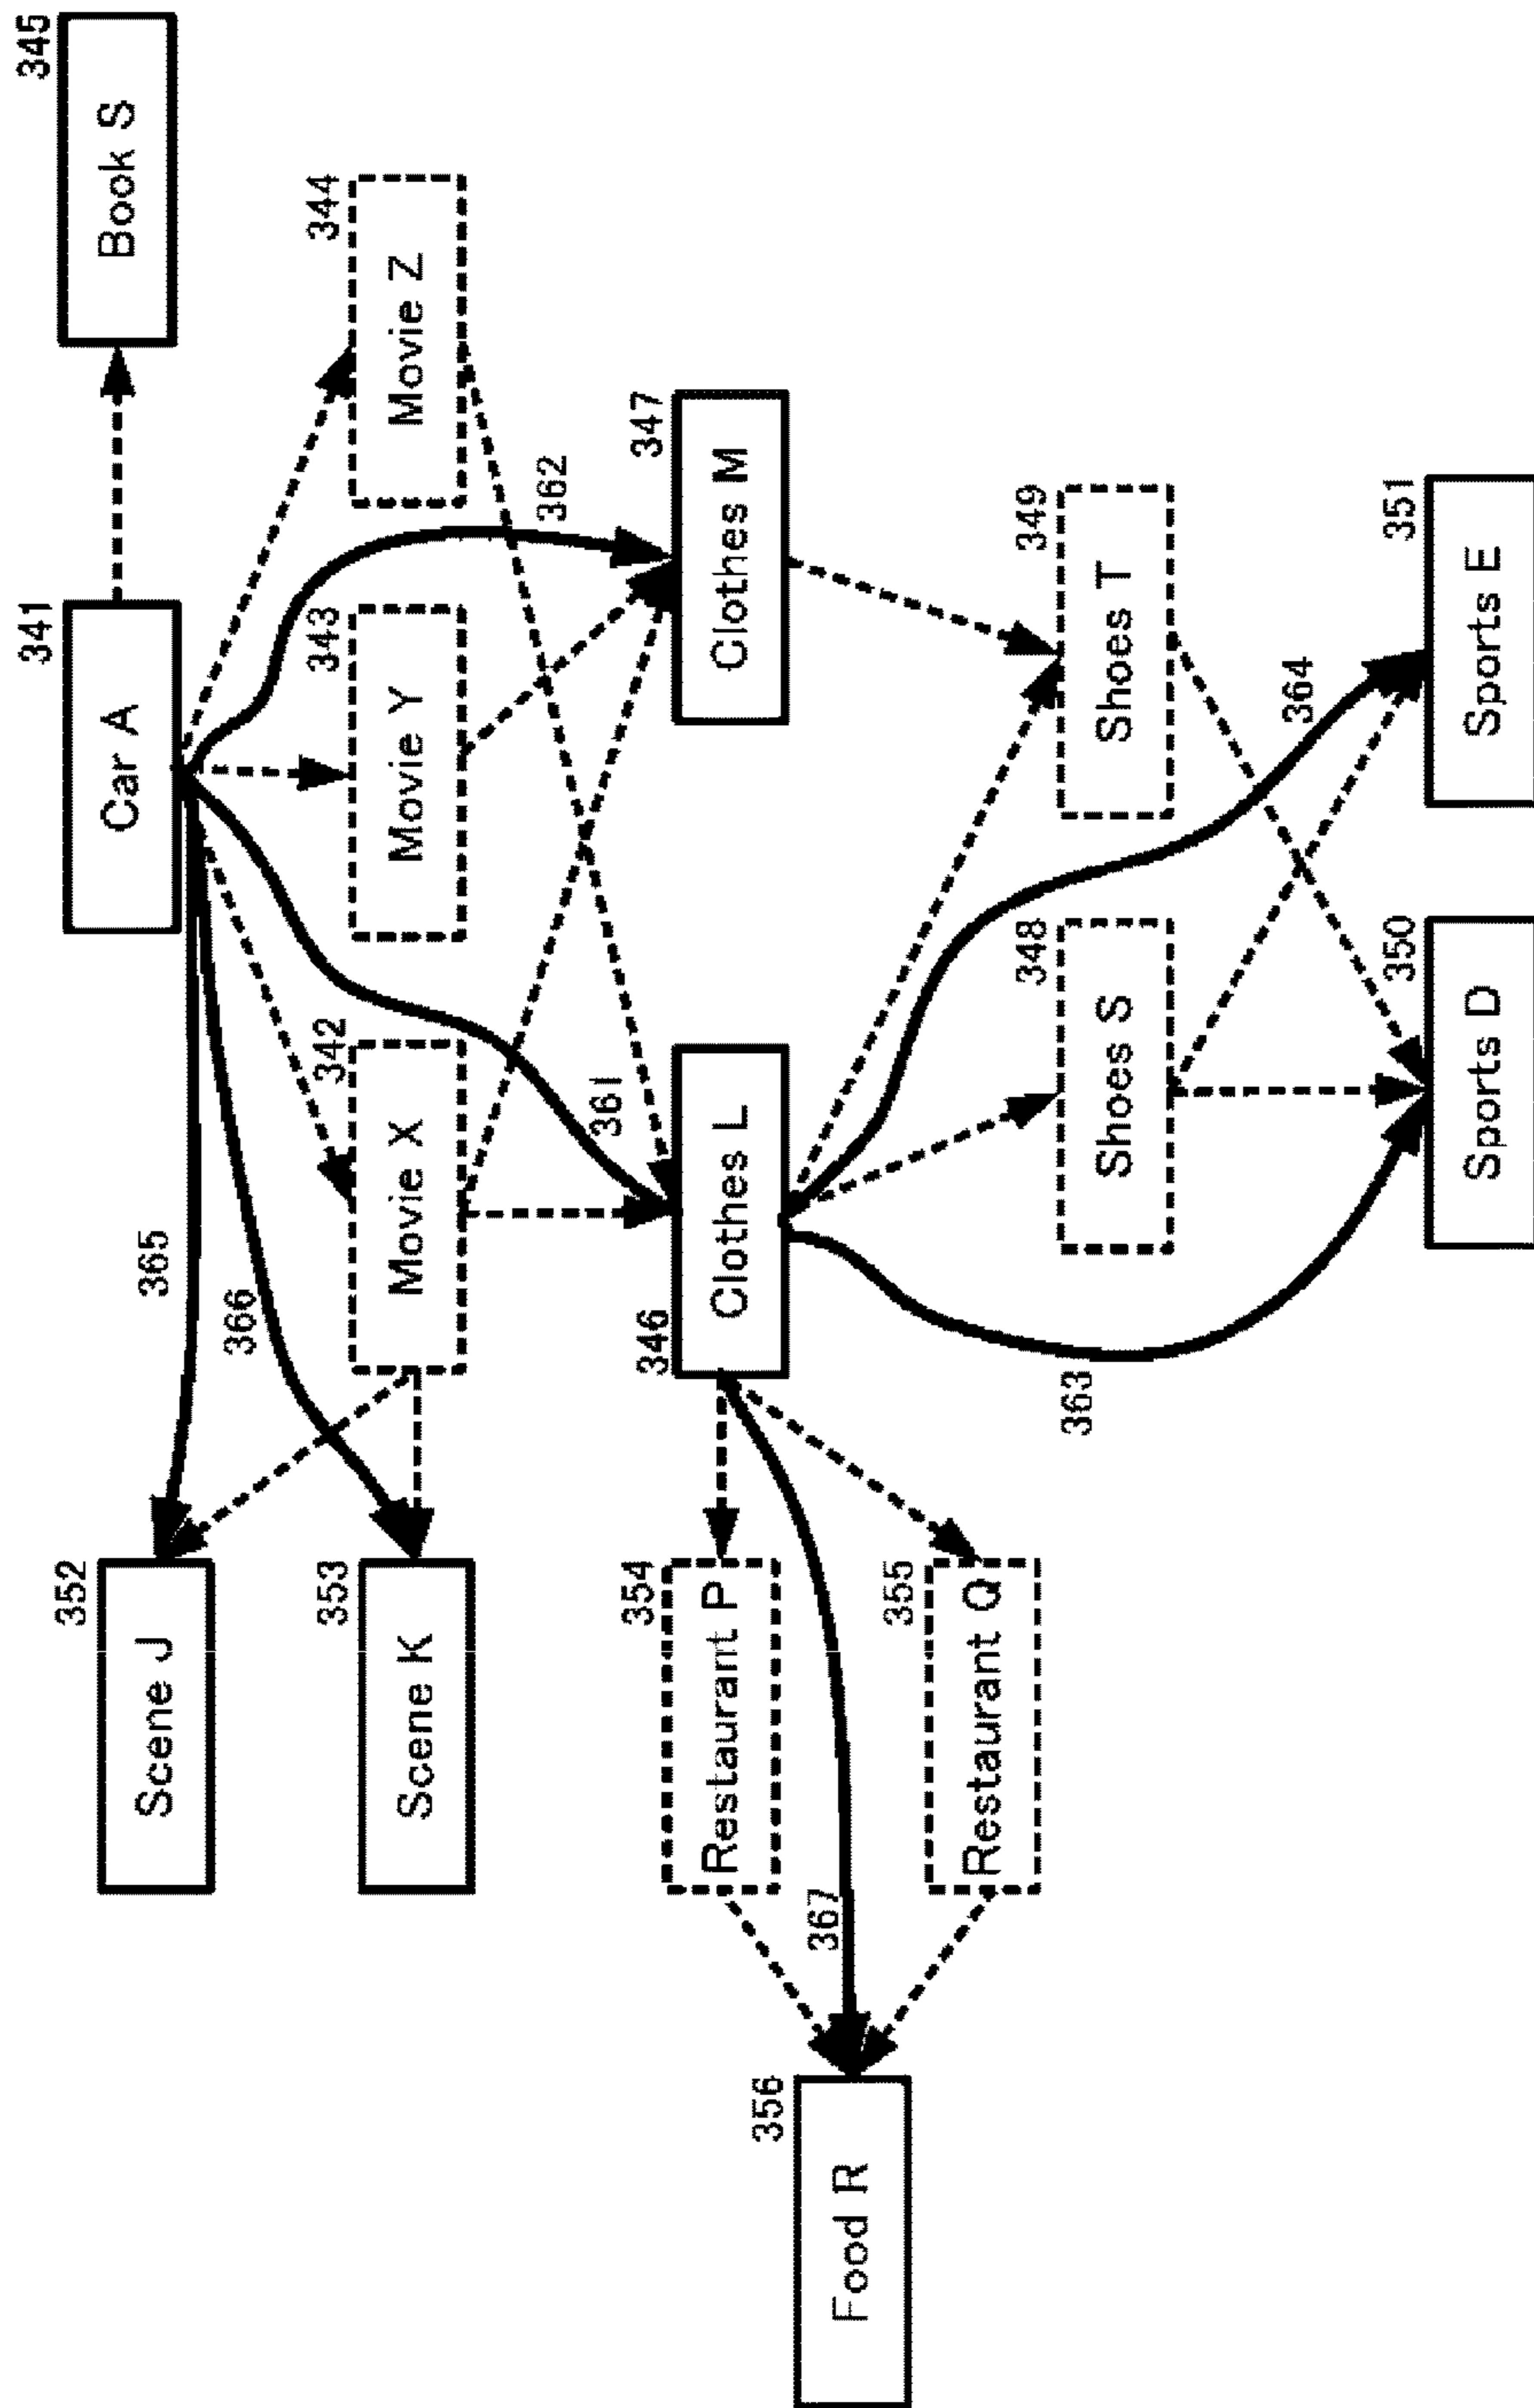 352
341
345
Scene J
Car A
Book S
365
366
353
342
343
344
Scene K
Movie X
Movie Y
Movie Z
362
361
354
346
347
Restaurant P
Clothes L
Clothes M
356
367
Food R
355
Restaurant Q
348
349
Shoes S
Shoes T
363
364
350
351
Sports D
Sports E